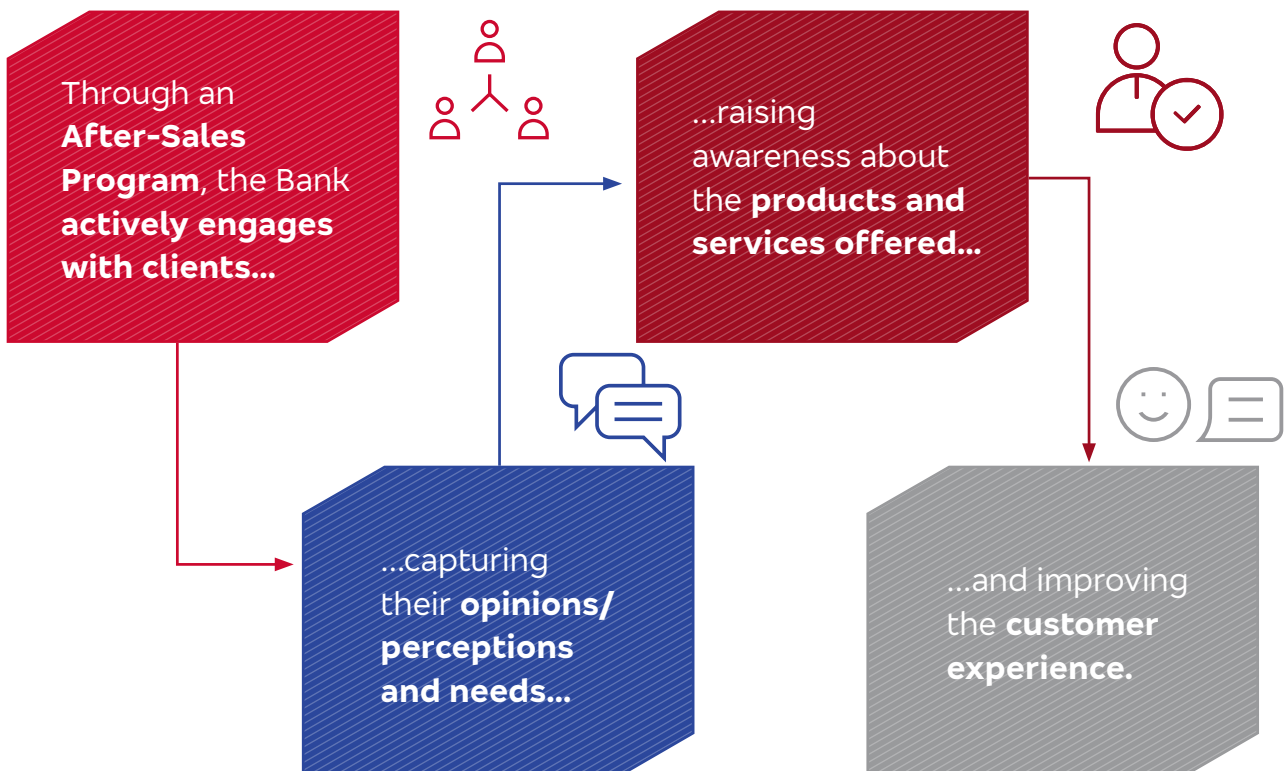 Through an
After-Sales
Program, the Bank
actively engages
with clients...
...capturing
their opinions/
perceptions
and needs...
...raising
awareness about
the products and
services offered...
...and improving
the customer
experience.